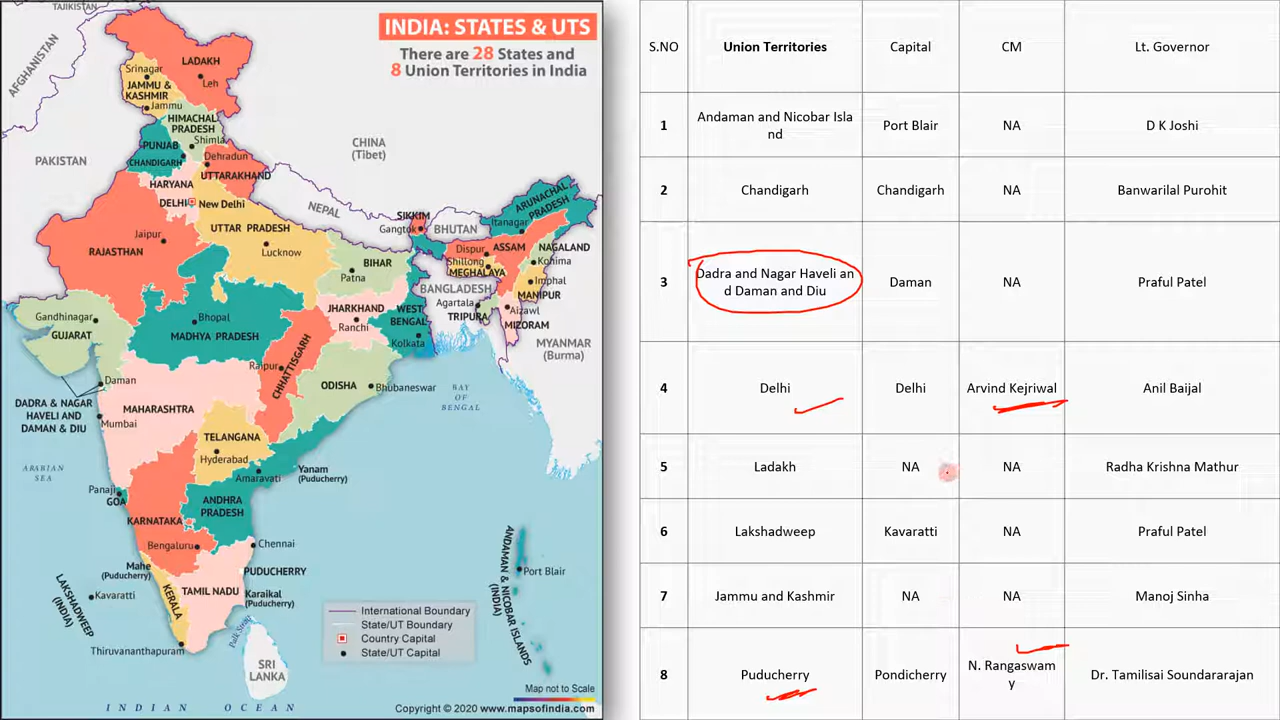 TAJIKISTAN
AFGHANISTAN
INDIA: STATES & UTS
There are 28 States and
8 Union Territories in India
LADAKH
Srinagar
Leh
JAMMU &
KASHMIR
Jammu
HIMACHAL
PRADESH
Shimla
PUNJAB
CHANDIGARH
Dehradun
UTTARAKHAND
PAKISTAN
CHINA
(Tibet)
HARYANA
DELHI
New Delhi
NEPAL
SIKKIM
Gangtok
BHUTAN
ARUNACHAL
PRADESH
Itanagar
Jaipur
RAJASTHAN
UTTAR PRADESH
Lucknow
BIHAR
Patna
Dispur
ASSAM
NAGALAND
Kohima
Shillong
MEGHALAYA
Imphal
MANIPUR
BANGLADESH
Agartala
TRIPURA
Aizawl
MIZORAM
MYANMAR
(Burma)
Gandhinagar
GUJARAT
Bhopal
MADHYA PRADESH
JHARKHAND
Ranchi
WEST
BENGAL
Kolkata
CHHATTISGARH
Raipur
ODISHA
Bhubaneswar
Daman
DADRA & NAGAR
HAVELI AND
DAMAN & DIU
MAHARASHTRA
Mumbai
BAY
OF
BENGAL
TELANGANA
Hyderabad
ARABIAN
SEA
Amaravati
Yanam
(Puducherry)
Panaji
GOA
KARNATAKA
ANDHRA
PRADESH
Bengaluru
Chennai
Mahe
(Puducherry)
PUDUCHERRY
TAMIL NADU
Karaikal
(Puducherry)
KERALA
LAKSHADWEEP
(INDIA)
Kavaratti
Thiruvananthapuram
Palk Strait
SRI
LANKA
ANDAMAN & NICOBAR ISLANDS
(INDIA)
Port Blair
International Boundary
State/UT Boundary
Country Capital
State/UT Capital
Map not to Scale
INDIAN OCEAN
Copyright © 2020 www.mapsofindia.com
S.NO Union Territories Capital CM Lt. Governor
1 Andaman and Nicobar Isla
nd Port Blair NA D K Joshi
2 Chandigarh Chandigarh NA Banwarilal Purohit
3 Dadra and Nagar Haveli an
d Daman and Diu Daman NA Praful Patel
4 Delhi Delhi Arvind Kejriwal Anil Baijal
5 Ladakh NA NA Radha Krishna Mathur
6 Lakshadweep Kavaratti NA Praful Patel
7 Jammu and Kashmir NA NA Manoj Sinha
8 Puducherry Pondicherry N. Rangaswam
y Dr. Tamilisai Soundararajan